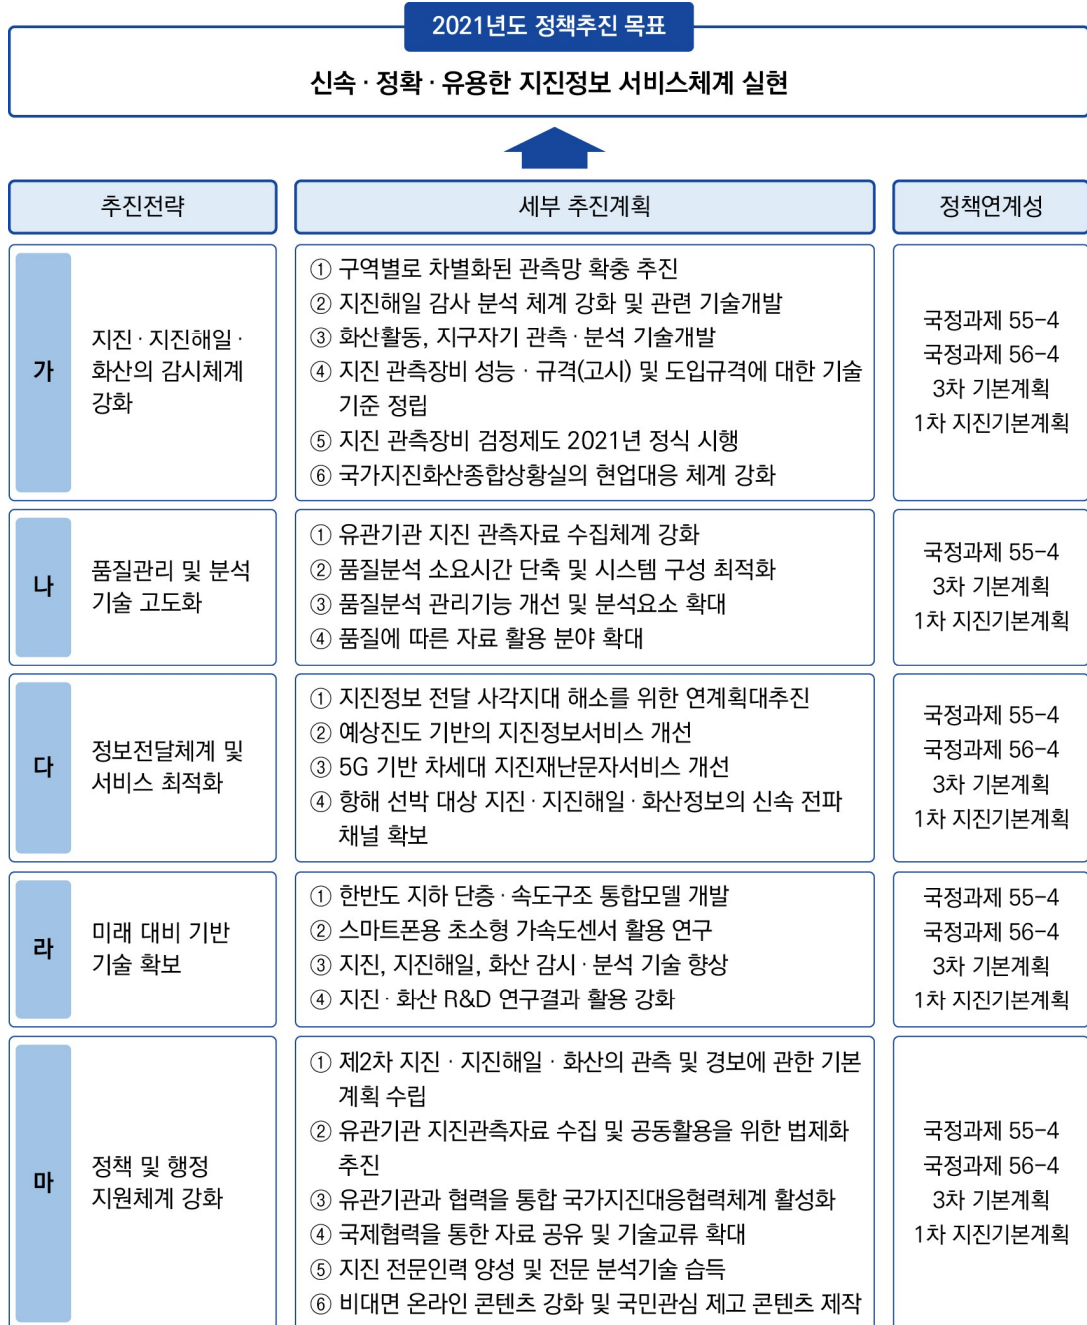 2021년도 정책추진 목표
신속·정확·유용한 지진정보 서비스체계 실현
추진전략
세부 추진계획
정책연계성
가
지진·지진해일·
화산의 감시체계
강화
① 구역별로 차별화된 관측망 확충 추진
② 지진해일 감사 분석 체계 강화 및 관련 기술개발
③ 화산활동, 지구자기 관측·분석 기술개발
④ 지진 관측장비 성능·규격(고시) 및 도입규격에 대한 기술
기준 정립
⑤ 지진 관측장비 검정제도 2021년 정식 시행
⑥ 국가지진화산종합상황실의 현업대응 체계 강화
국정과제 55-4
국정과제 56-4
3차 기본계획
1차 지진기본계획
나
품질관리 및 분석
기술 고도화
① 유관기관 지진 관측자료 수집체계 강화
② 품질분석 소요시간 단축 및 시스템 구성 최적화
③ 품질분석 관리기능 개선 및 분석요소 확대
④ 품질에 따른 자료 활용 분야 확대
국정과제 55-4
3차 기본계획
1차 지진기본계획
다
정보전달체계 및
서비스 최적화
① 지진정보 전달 사각지대 해소를 위한 연계획대추진
② 예상진도 기반의 지진정보서비스 개선
③ 5G 기반 차세대 지진재난문자서비스 개선
④ 항해 선박 대상 지진·지진해일·화산정보의 신속 전파
채널 확보
국정과제 55-4
국정과제 56-4
3차 기본계획
1차 지진기본계획
라
미래 대비 기반
기술 확보
① 한반도 지하 단층·속도구조 통합모델 개발
② 스마트폰용 초소형 가속도센서 활용 연구
③ 지진, 지진해일, 화산 감시·분석 기술 향상
④ 지진·화산 R&D 연구결과 활용 강화
국정과제 55-4
국정과제 56-4
3차 기본계획
1차 지진기본계획
마
정책 및 행정
지원체계 강화
① 제2차 지진·지진해일·화산의 관측 및 경보에 관한 기본
계획 수립
② 유관기관 지진관측자료 수집 및 공동활용을 위한 법제화
추진
③ 유관기관과 협력을 통합 국가지진대응협력체계 활성화
④ 국제협력을 통한 자료 공유 및 기술교류 확대
⑤ 지진 전문인력 양성 및 전문 분석기술 습득
⑥ 비대면 온라인 콘텐츠 강화 및 국민관심 제고 콘텐츠 제작
국정과제 55-4
국정과제 56-4
3차 기본계획
1차 지진기본계획